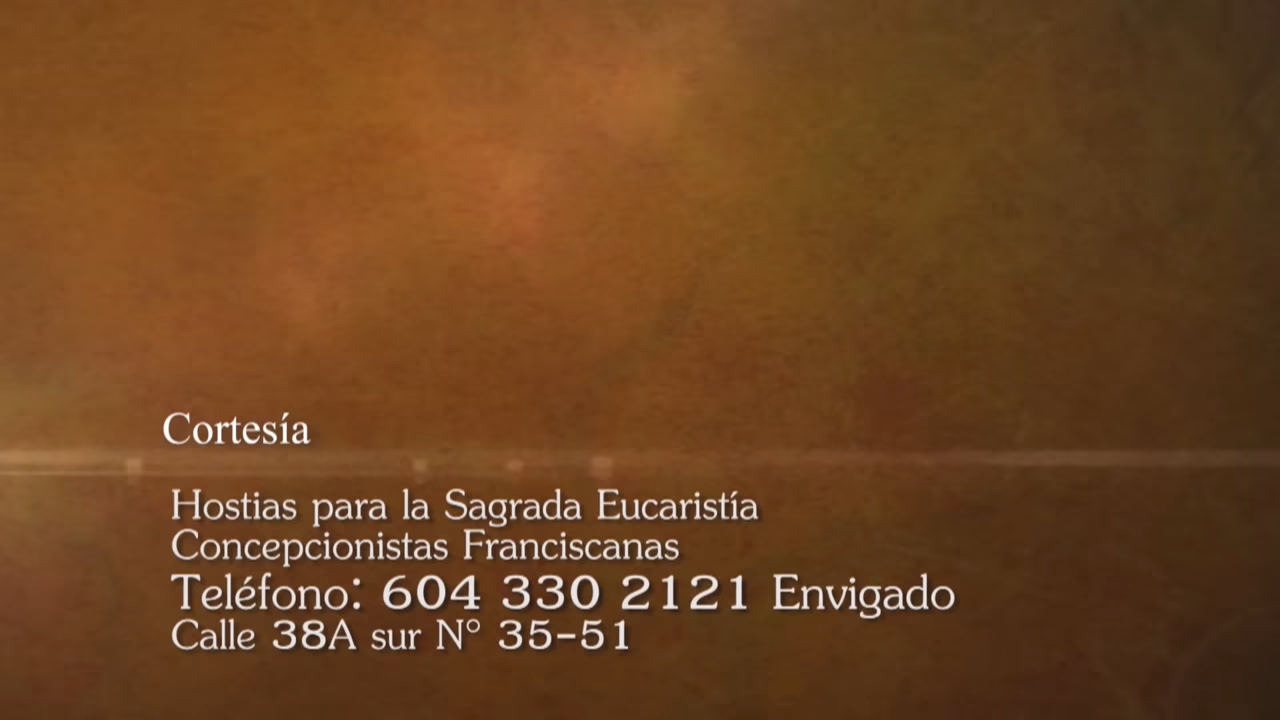 Cortesía
Hostias para la Sagrada Eucaristía
Concepcionistas Franciscanas
Teléfono: 604 330 2121 Envigado
Calle 38A sur N° 35-51